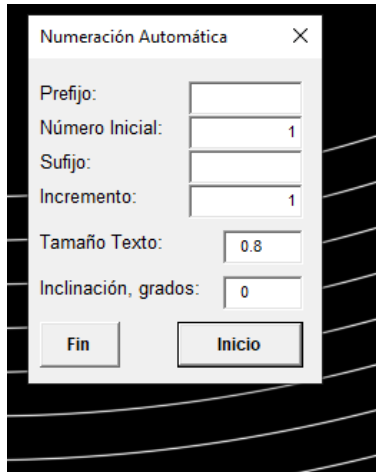 Numeración Automática
Prefijo:
Número Inicial: 1
Sufijo:
Incremento: 1
Tamaño Texto: 0.8
Inclinación, grados: 0
Fin Inicio